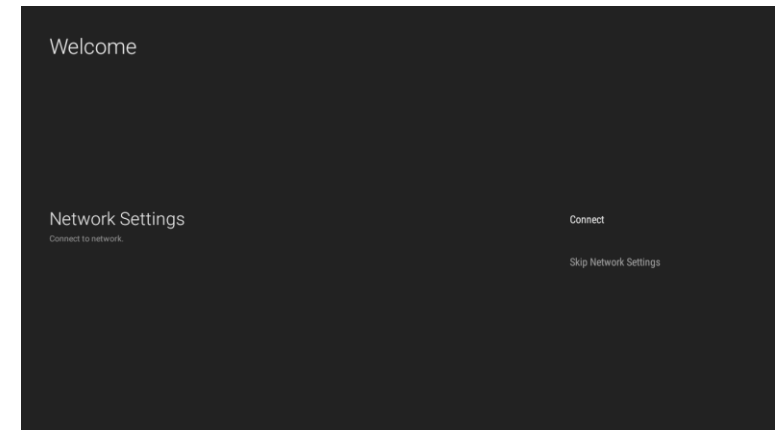 Welcome
Network Settings
Connect to network.
Connect
Skip Network Settings